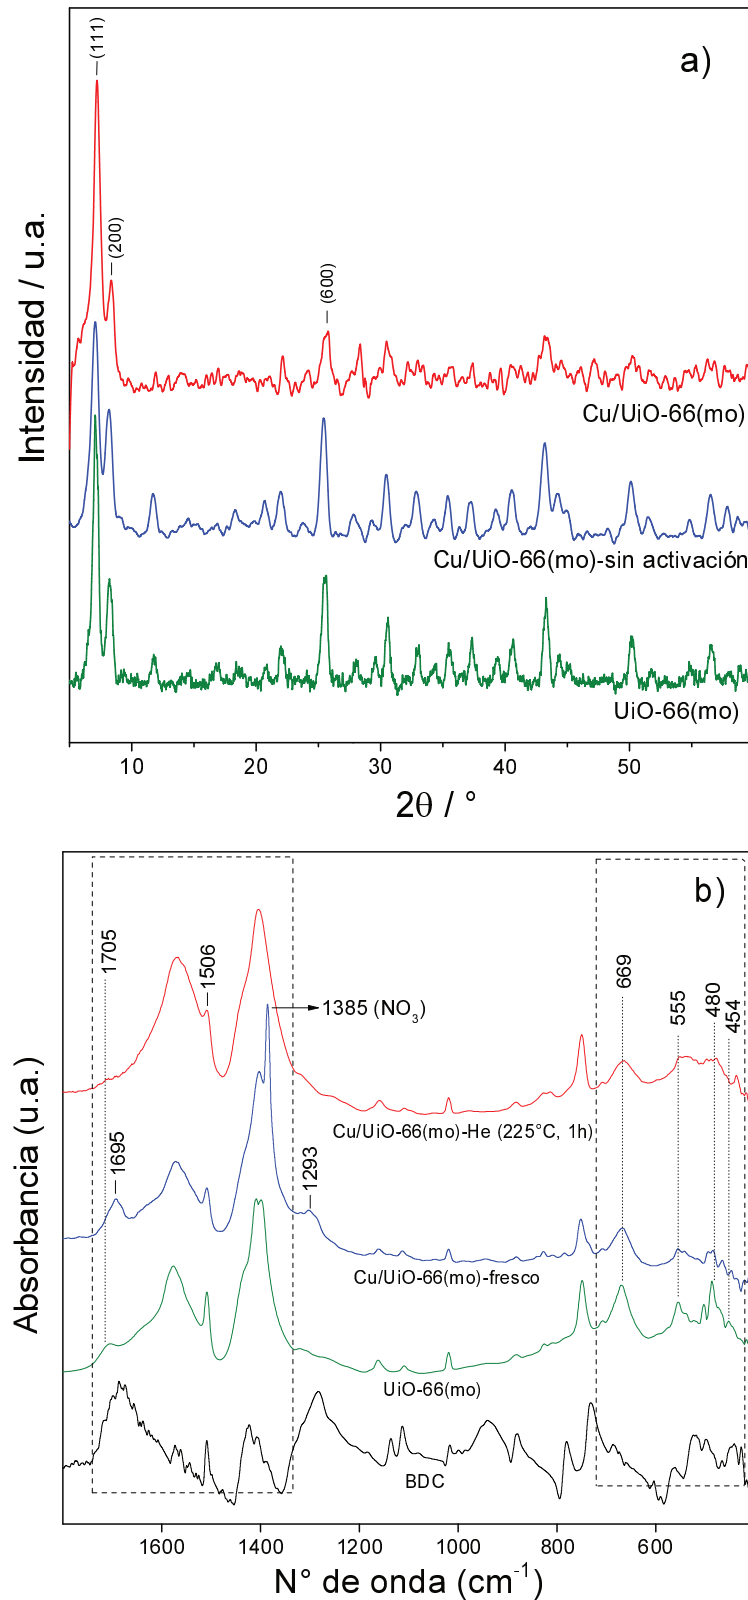 a)
(111)
(200)
(600)
Cu/UiO-66(mo)
Cu/UiO-66(mo)-sin activación
UiO-66(mo)
Intensidad / u.a.
10 20 30 40 50
2θ / °
b)
1705
1506
1385 (NO3)
669
555
480
454
Cu/UiO-66(mo)-He (225°C, 1h)
1695
1293
Cu/UiO-66(mo)-fresco
UiO-66(mo)
BDC
Absorbancia (u.a.)
1600 1400 1200 1000 800 600
N° de onda (cm-1)